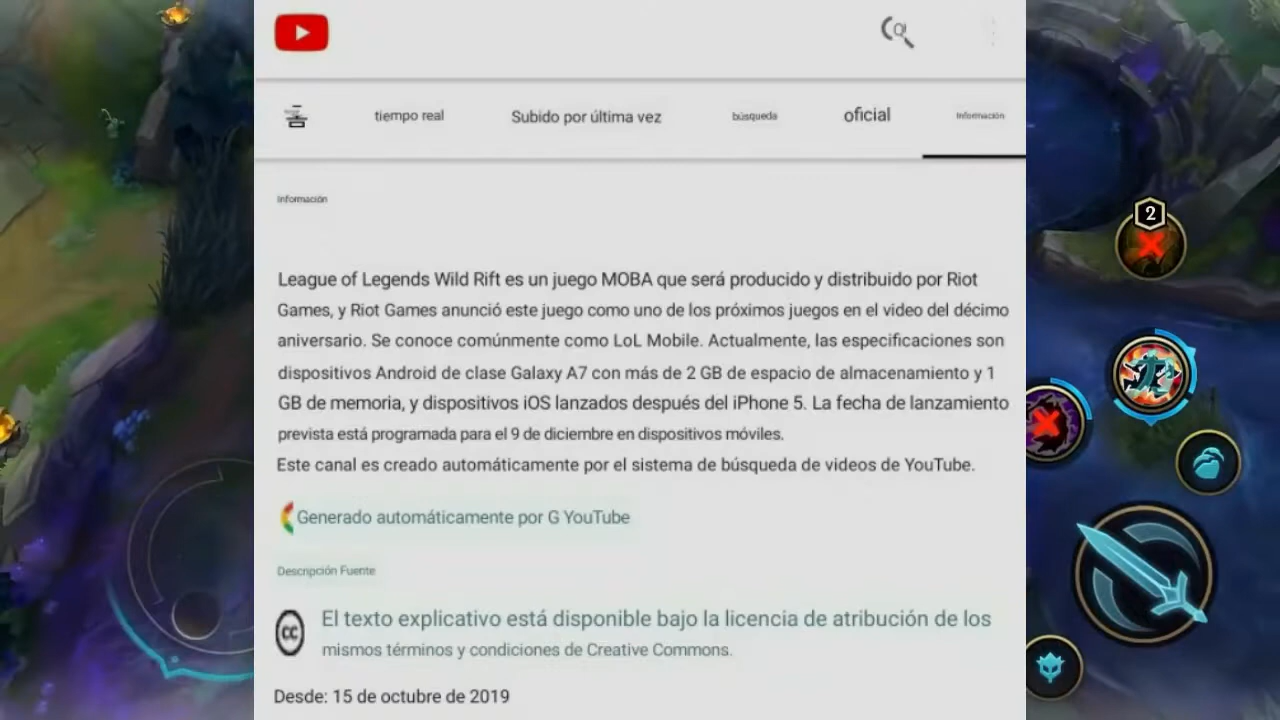 tiempo real
Subido por última vez
búsqueda
oficial
Información
Información
2
League of Legends Wild Rift es un juego MOBA que será producido y distribuido por Riot
Games, y Riot Games anunció este juego como uno de los próximos juegos en el video del décimo
aniversario. Se conoce comúnmente como LoL Mobile. Actualmente, las especificaciones son
dispositivos Android de clase Galaxy A7 con más de 2 GB de espacio de almacenamiento y 1
GB de memoria, y dispositivos iOS lanzados después del iPhone 5. La fecha de lanzamiento
prevista está programada para el 9 de diciembre en dispositivos móviles.
Este canal es creado automáticamente por el sistema de búsqueda de videos de YouTube.
Generado automáticamente por G YouTube
Descripción Fuente
cc
El texto explicativo está disponible bajo la licencia de atribución de los
mismos términos y condiciones de Creative Commons.
Desde: 15 de octubre de 2019